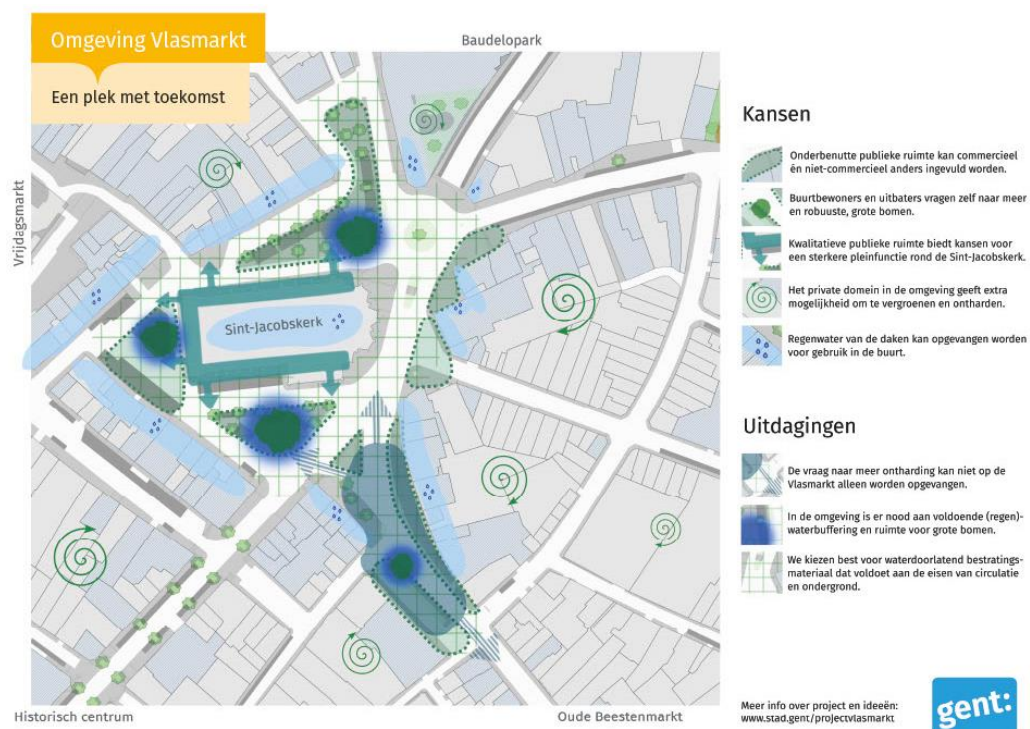 Omgeving Vlasmarkt
Een plek met toekomst
Baudelopark
Vrijdagsmarkt
Sint-Jacobskerk
Historisch centrum
Oude Beestenmarkt
Kansen
Onderbenutte publieke ruimte kan commercieel
én niet-commercieel anders ingevuld worden.
Buurtbewoners en uitbaters vragen zelf naar meer
en robuuste, grote bomen.
Kwalitatieve publieke ruimte biedt kansen voor
een sterkere pleinfunctie rond de Sint-Jacobskerk.
Het private domein in de omgeving geeft extra
mogelijkheid om te vergroenen en ontharden.
Regenwater van de daken kan opgevangen worden
voor gebruik in de buurt.
Uitdagingen
De vraag naar meer ontharding kan niet op de
Vlasmarkt alleen worden opgevangen.
In de omgeving is er nood aan voldoende (regen)-
waterbuffering en ruimte voor grote bomen.
We kiezen best voor waterdoorlatend bestratings-
materiaal dat voldoet aan de eisen van circulatie
en ondergrond.
Meer info over project en ideeën:
www.stad.gent/projectvlasmarkt
gent: